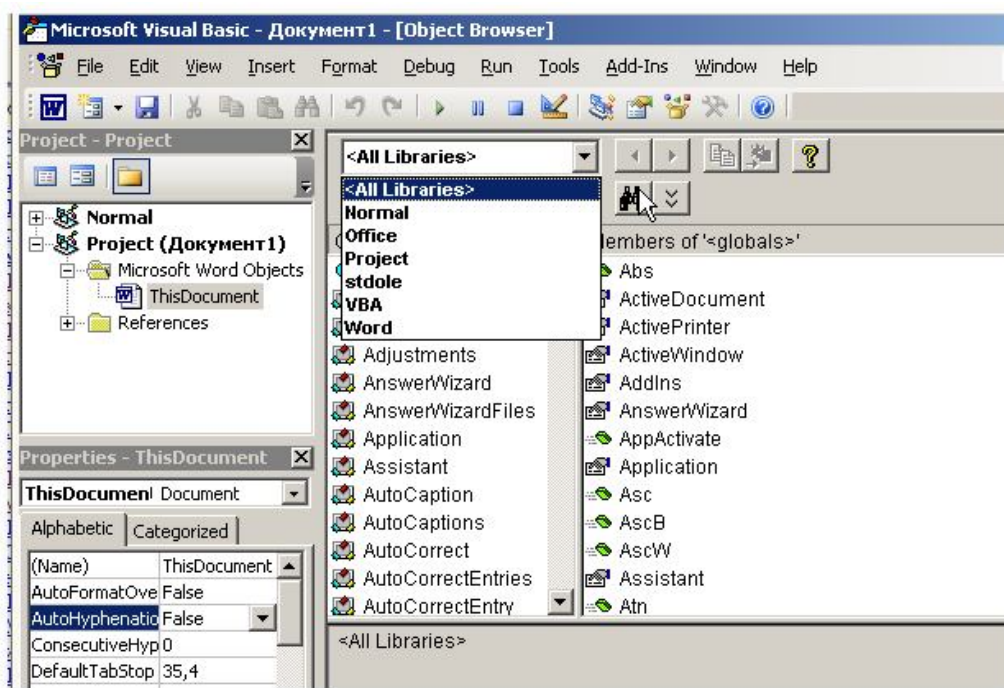 Microsoft Visual Basic - Документ1 - [Object Browser]
File Edit View Insert Format Debug Run Tools Add-Ins Window Help
Project - Project
Normal
Project (Документ1)
Microsoft Word Objects
ThisDocument
References
Properties - ThisDocument
ThisDocument Document
Alphabetic Categorized
(Name) ThisDocument
AutoFormatOve False
AutoHyphenatio False
ConsecutiveHyp 0
DefaultTabStop 35,4
<All Libraries>
<All Libraries>
Normal
Office
Project
stdole
VBA
Word
Adjustments
AnswerWizard
AnswerWizardFiles
Application
Assistant
AutoCaption
AutoCaptions
AutoCorrect
AutoCorrectEntries
AutoCorrectEntry
Members of '<globals>'
Abs
ActiveDocument
ActivePrinter
ActiveWindow
AddIns
AnswerWizard
AppActivate
Application
Asc
AscB
AscW
Assistant
Atn
<All Libraries>